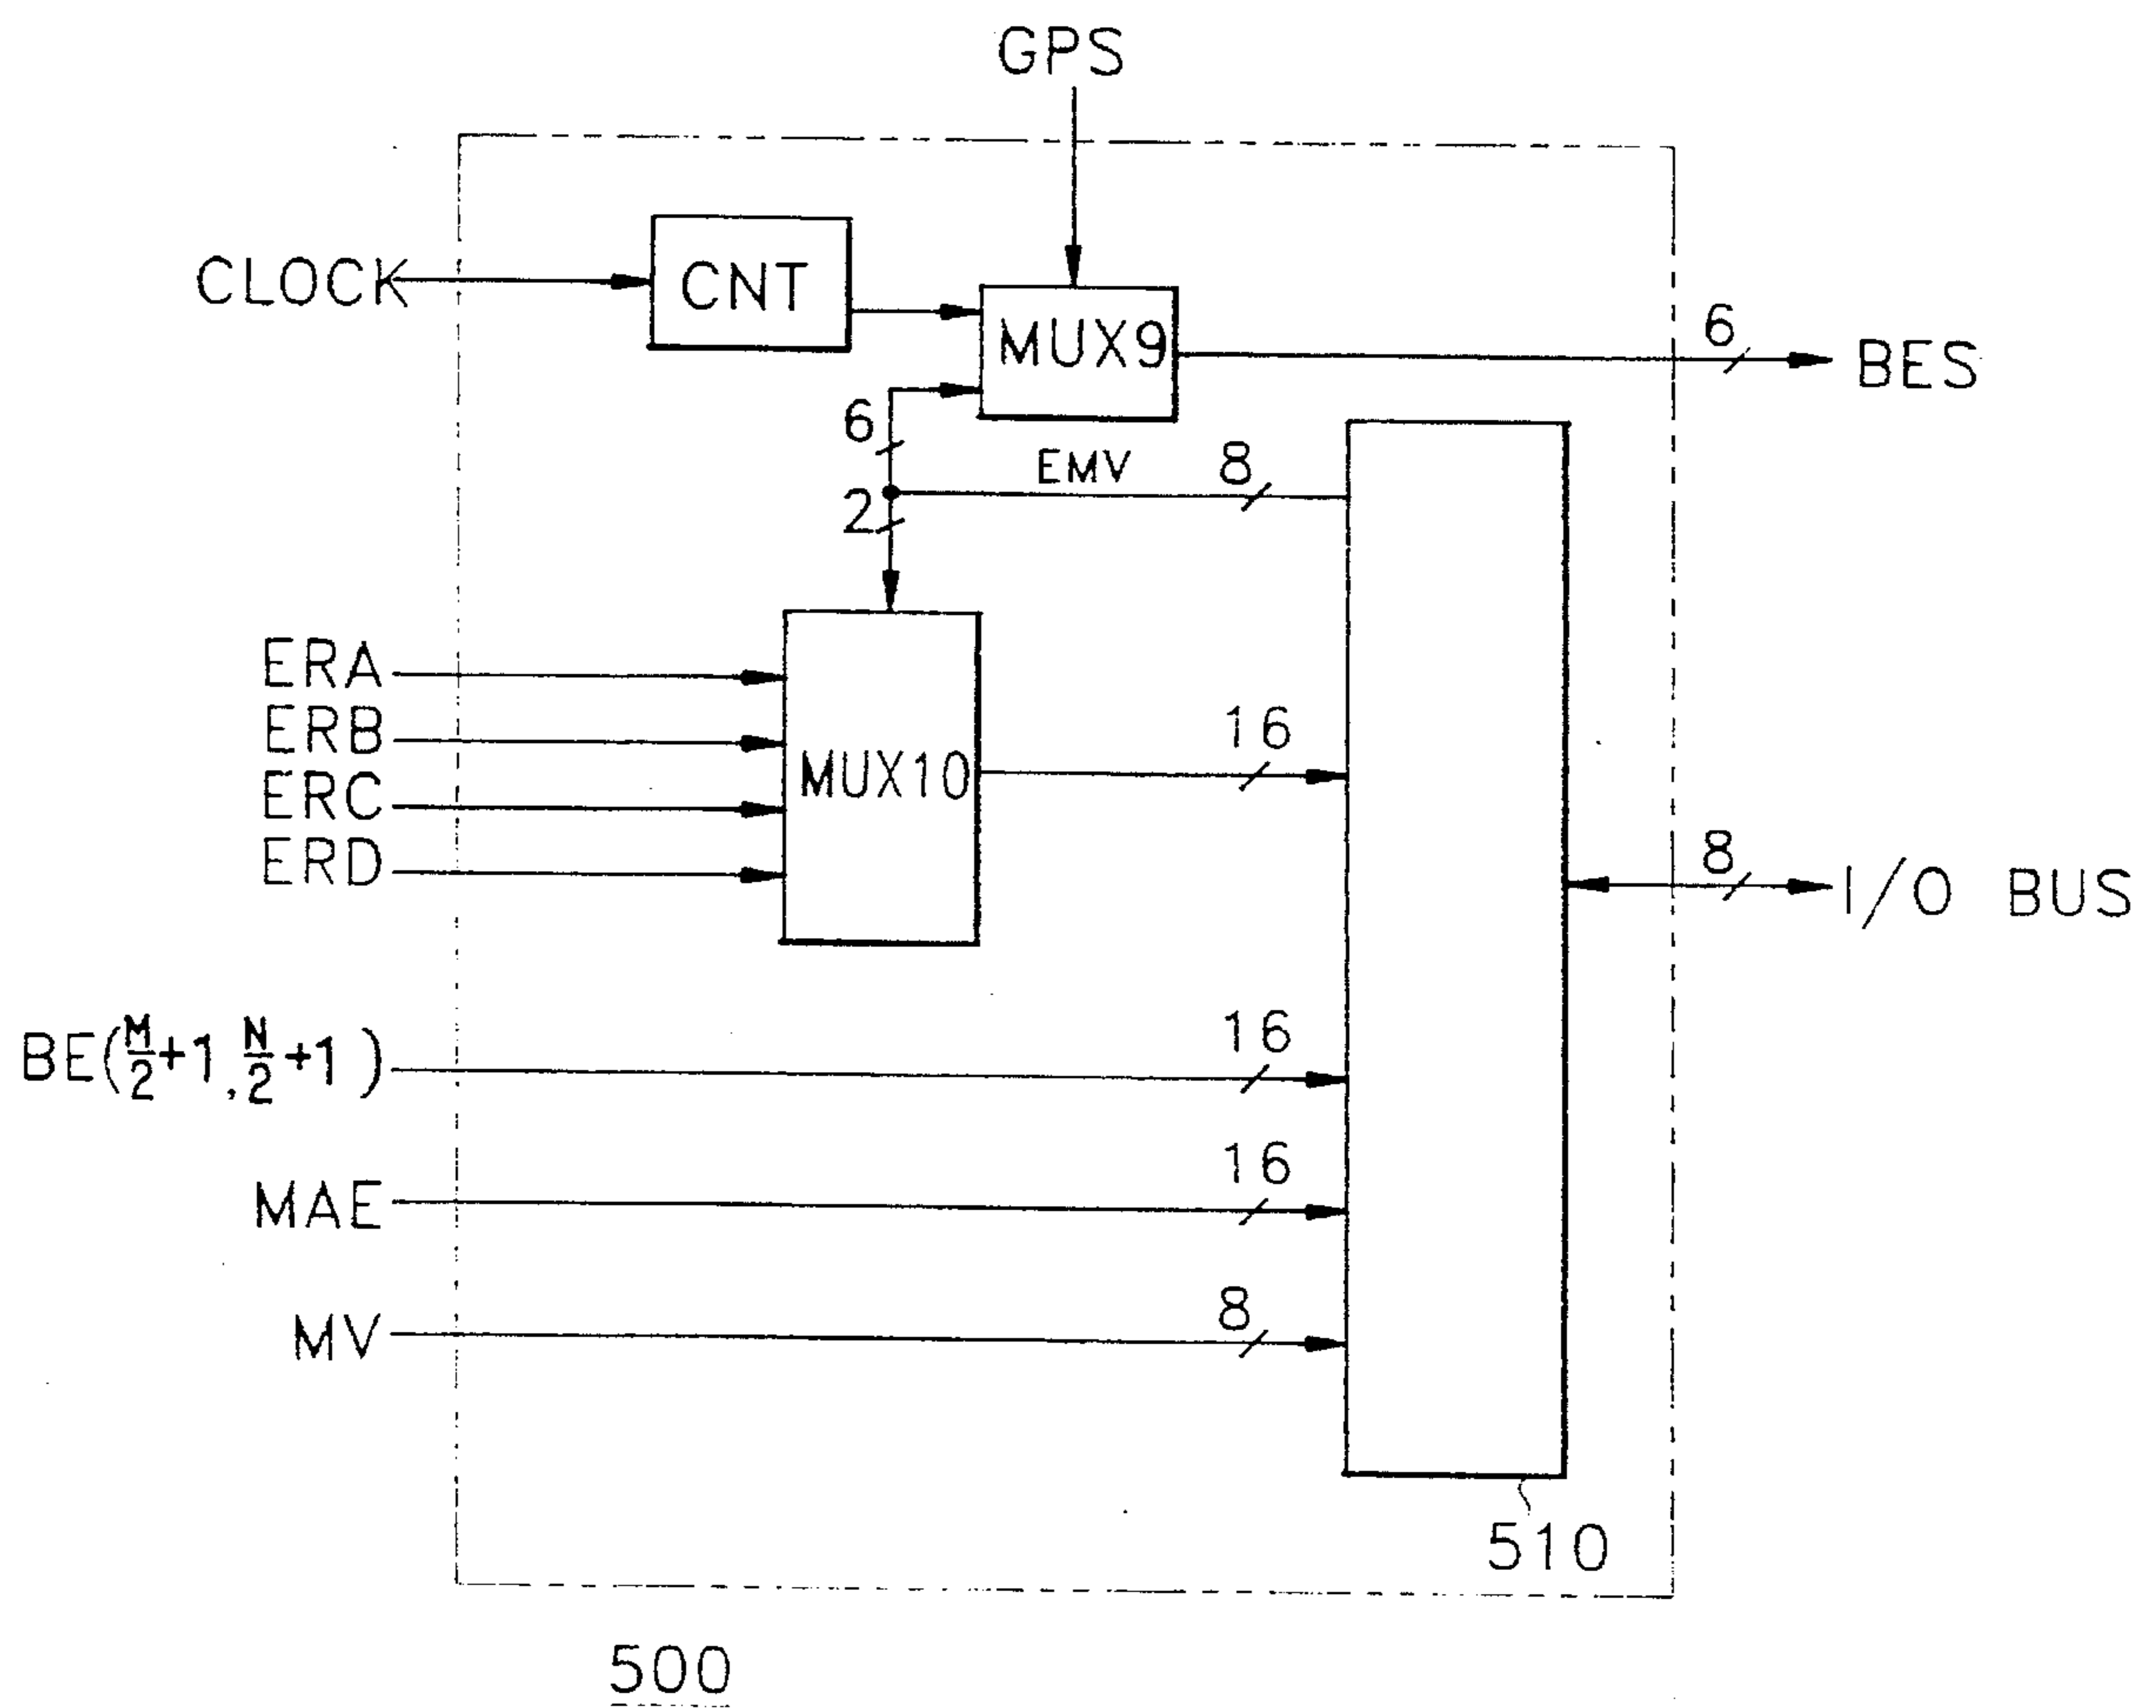 GPS
CLOCK
CNT
MUX9
6
BES
6
EMV
8
2
ERA
ERB
ERC
ERD
MUX10
16
8
I/O BUS
BE(M/2+1,N/2+1)
16
MAE
16
MV
8
510
500